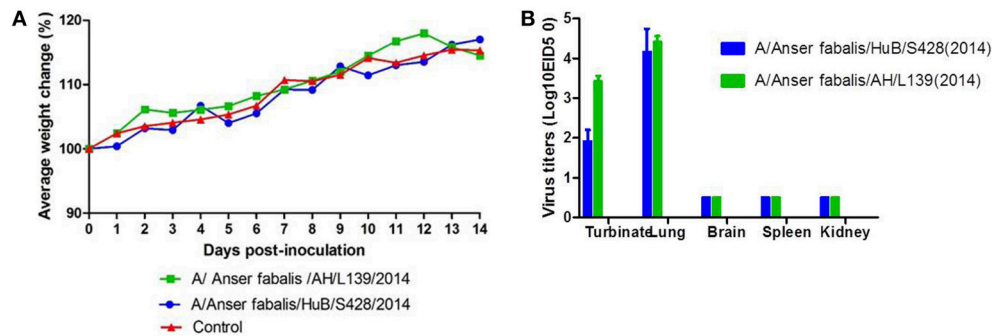 A
Average weight change (%)
120
110
100
90
0 1 2 3 4 5 6 7 8 9 10 11 12 13 14
Days post-inoculation
A/ Anser fabalis /AH/L139/2014
A/Anser fabalis/HuB/S428/2014
Control
B
Virus titers (Log10EID5 0)
5
4
3
2
1
0
Turbinate Lung Brain Spleen Kidney
A/Anser fabalis/HuB/S428(2014)
A/Anser fabalis/AH/L139(2014)